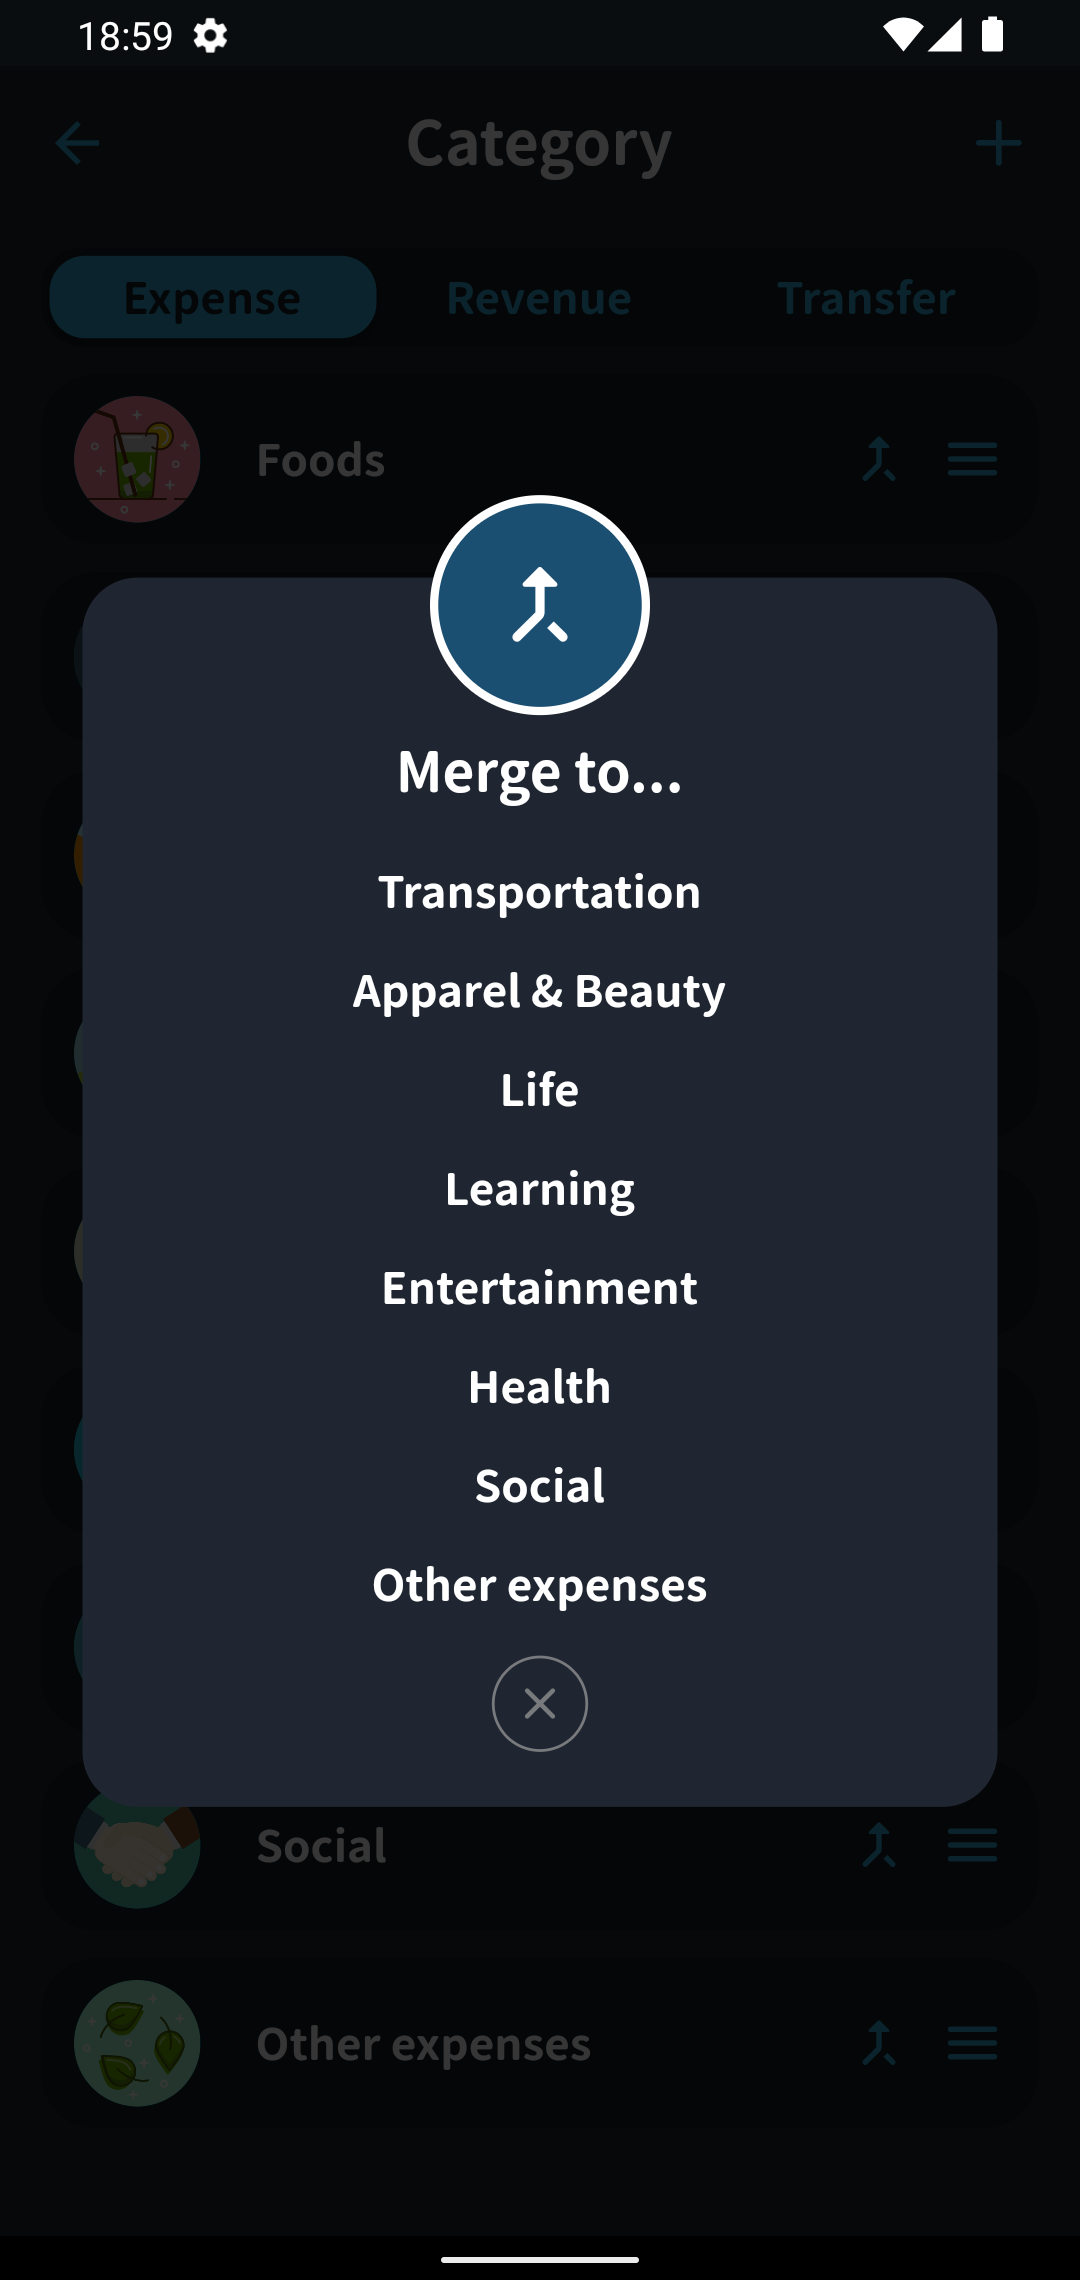 18:59
Category
Expense Revenue Transfer
Foods
Merge to...
Transportation
Apparel & Beauty
Life
Learning
Entertainment
Health
Social
Other expenses
Social
Other expenses